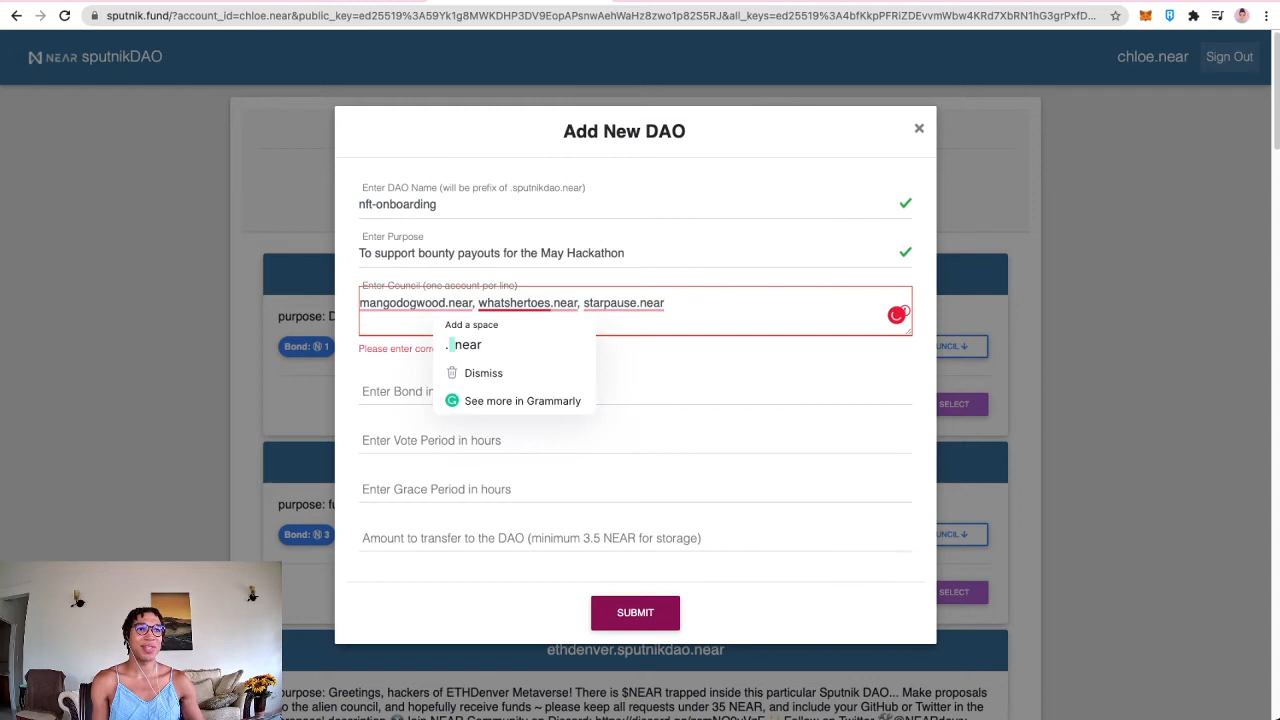 sputnik.fund/?account_id=chloe.near&public_key=ed25519%3A59Yk1g8MWKDHP3DV9EopAPsnwAehWaHz8zwo1p82S5RJ&all_keys=ed25519%3A4bfKkpPFRiZDEvvmWbw4KRd7XbRN1hG3grPxfD...
NEAR sputnikDAO
chloe.near
Sign Out
Add New DAO
×
Enter DAO Name (will be prefix of .sputnikdao.near)
nft-onboarding
Enter Purpose
To support bounty payouts for the May Hackathon
Enter Council (one account per line)
mangodogwood.near, whatshertoes.near, starpause.near
Add a space
. near
Please enter corre
Dismiss
See more in Grammarly
Enter Bond in
Enter Vote Period in hours
Enter Grace Period in hours
Amount to transfer to the DAO (minimum 3.5 NEAR for storage)
SUBMIT
purpose: D
Bond: 1
UNCIL
SELECT
purpose: fu
Bond: 3
UNCIL
SELECT
ethdenver.sputnikdao.near
purpose: Greetings, hackers of ETHDenver Metaverse! There is $NEAR trapped inside this particular Sputnik DAO... Make proposals
to the alien council, and hopefully receive funds ~ please keep all requests under 35 NEAR, and include your GitHub or Twitter in the